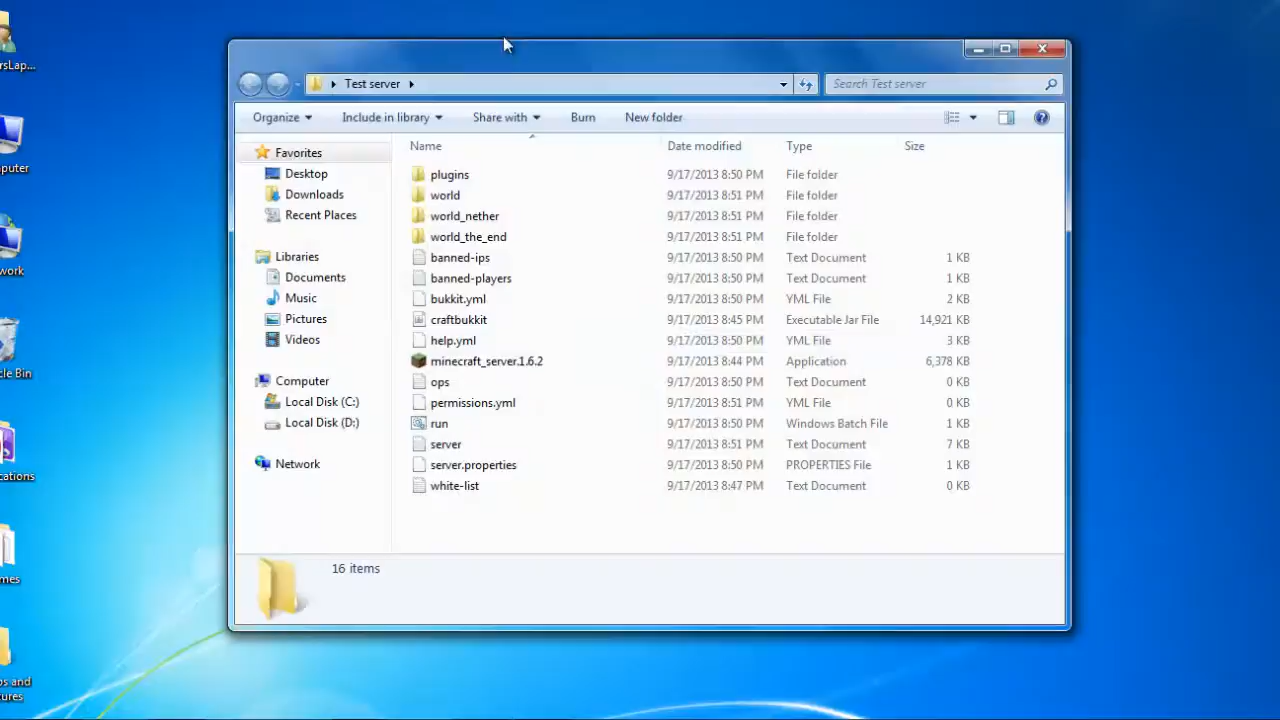 rsLap...
Test server
Search Test server
Organize Include in library Share with Burn New folder
Name Date modified Type Size
Favorites
Desktop
Downloads
Recent Places
Libraries
Documents
Music
Pictures
Videos
Computer
Local Disk (C:)
Local Disk (D:)
Network
plugins 9/17/2013 8:50 PM File folder
world 9/17/2013 8:51 PM File folder
world_nether 9/17/2013 8:51 PM File folder
world_the_end 9/17/2013 8:51 PM File folder
banned-ips 9/17/2013 8:50 PM Text Document 1 KB
banned-players 9/17/2013 8:50 PM Text Document 1 KB
bukkit.yml 9/17/2013 8:50 PM YML File 2 KB
craftbukkit 9/17/2013 8:45 PM Executable Jar File 14,921 KB
help.yml 9/17/2013 8:50 PM YML File 3 KB
minecraft_server.1.6.2 9/17/2013 8:44 PM Application 6,378 KB
ops 9/17/2013 8:50 PM Text Document 0 KB
permissions.yml 9/17/2013 8:51 PM YML File 0 KB
run 9/17/2013 8:50 PM Windows Batch File 1 KB
server 9/17/2013 8:51 PM Text Document 7 KB
server.properties 9/17/2013 8:50 PM PROPERTIES File 1 KB
white-list 9/17/2013 8:47 PM Text Document 0 KB
16 items
puter
work
cle Bin
cations
mes
os and
tures